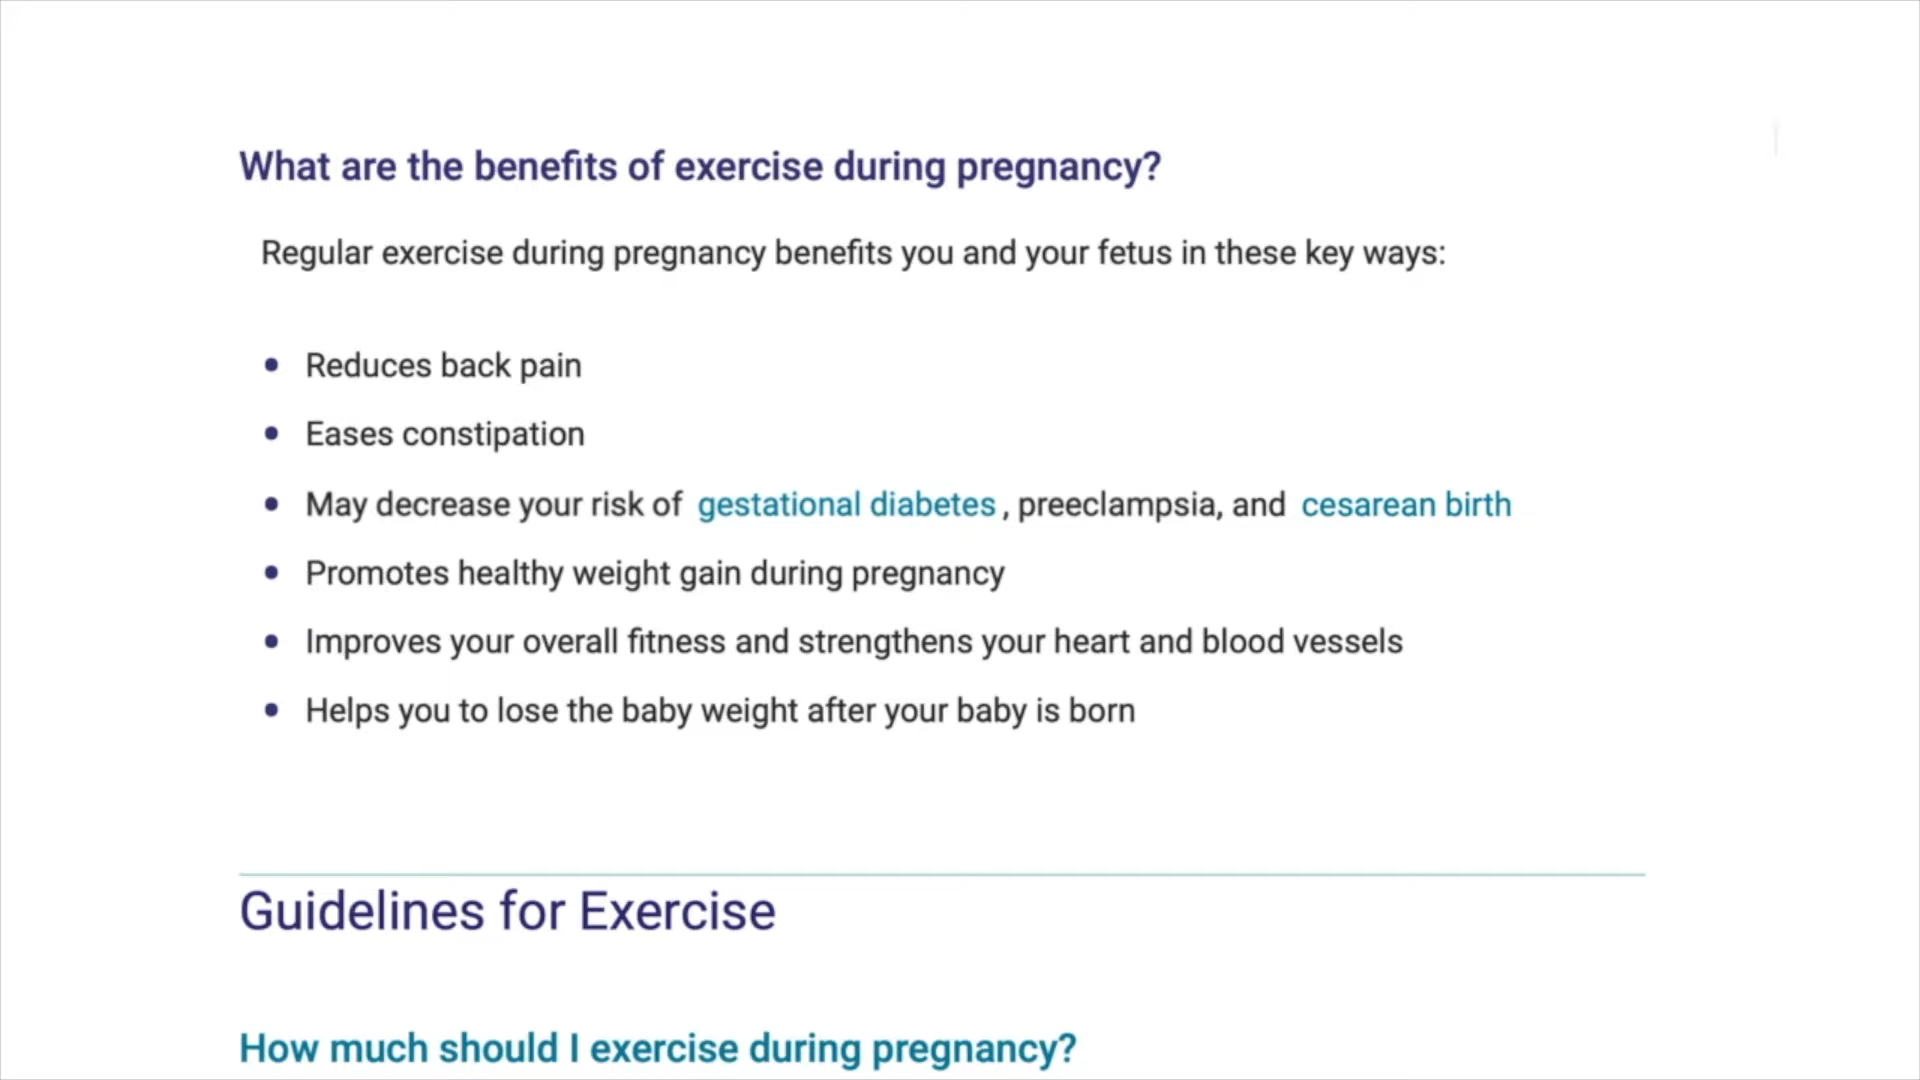 What are the benefits of exercise during pregnancy?
Regular exercise during pregnancy benefits you and your fetus in these key ways:
Reduces back pain
Eases constipation
May decrease your risk of gestational diabetes, preeclampsia, and cesarean birth
Promotes healthy weight gain during pregnancy
Improves your overall fitness and strengthens your heart and blood vessels
Helps you to lose the baby weight after your baby is born
Guidelines for Exercise
How much should I exercise during pregnancy?